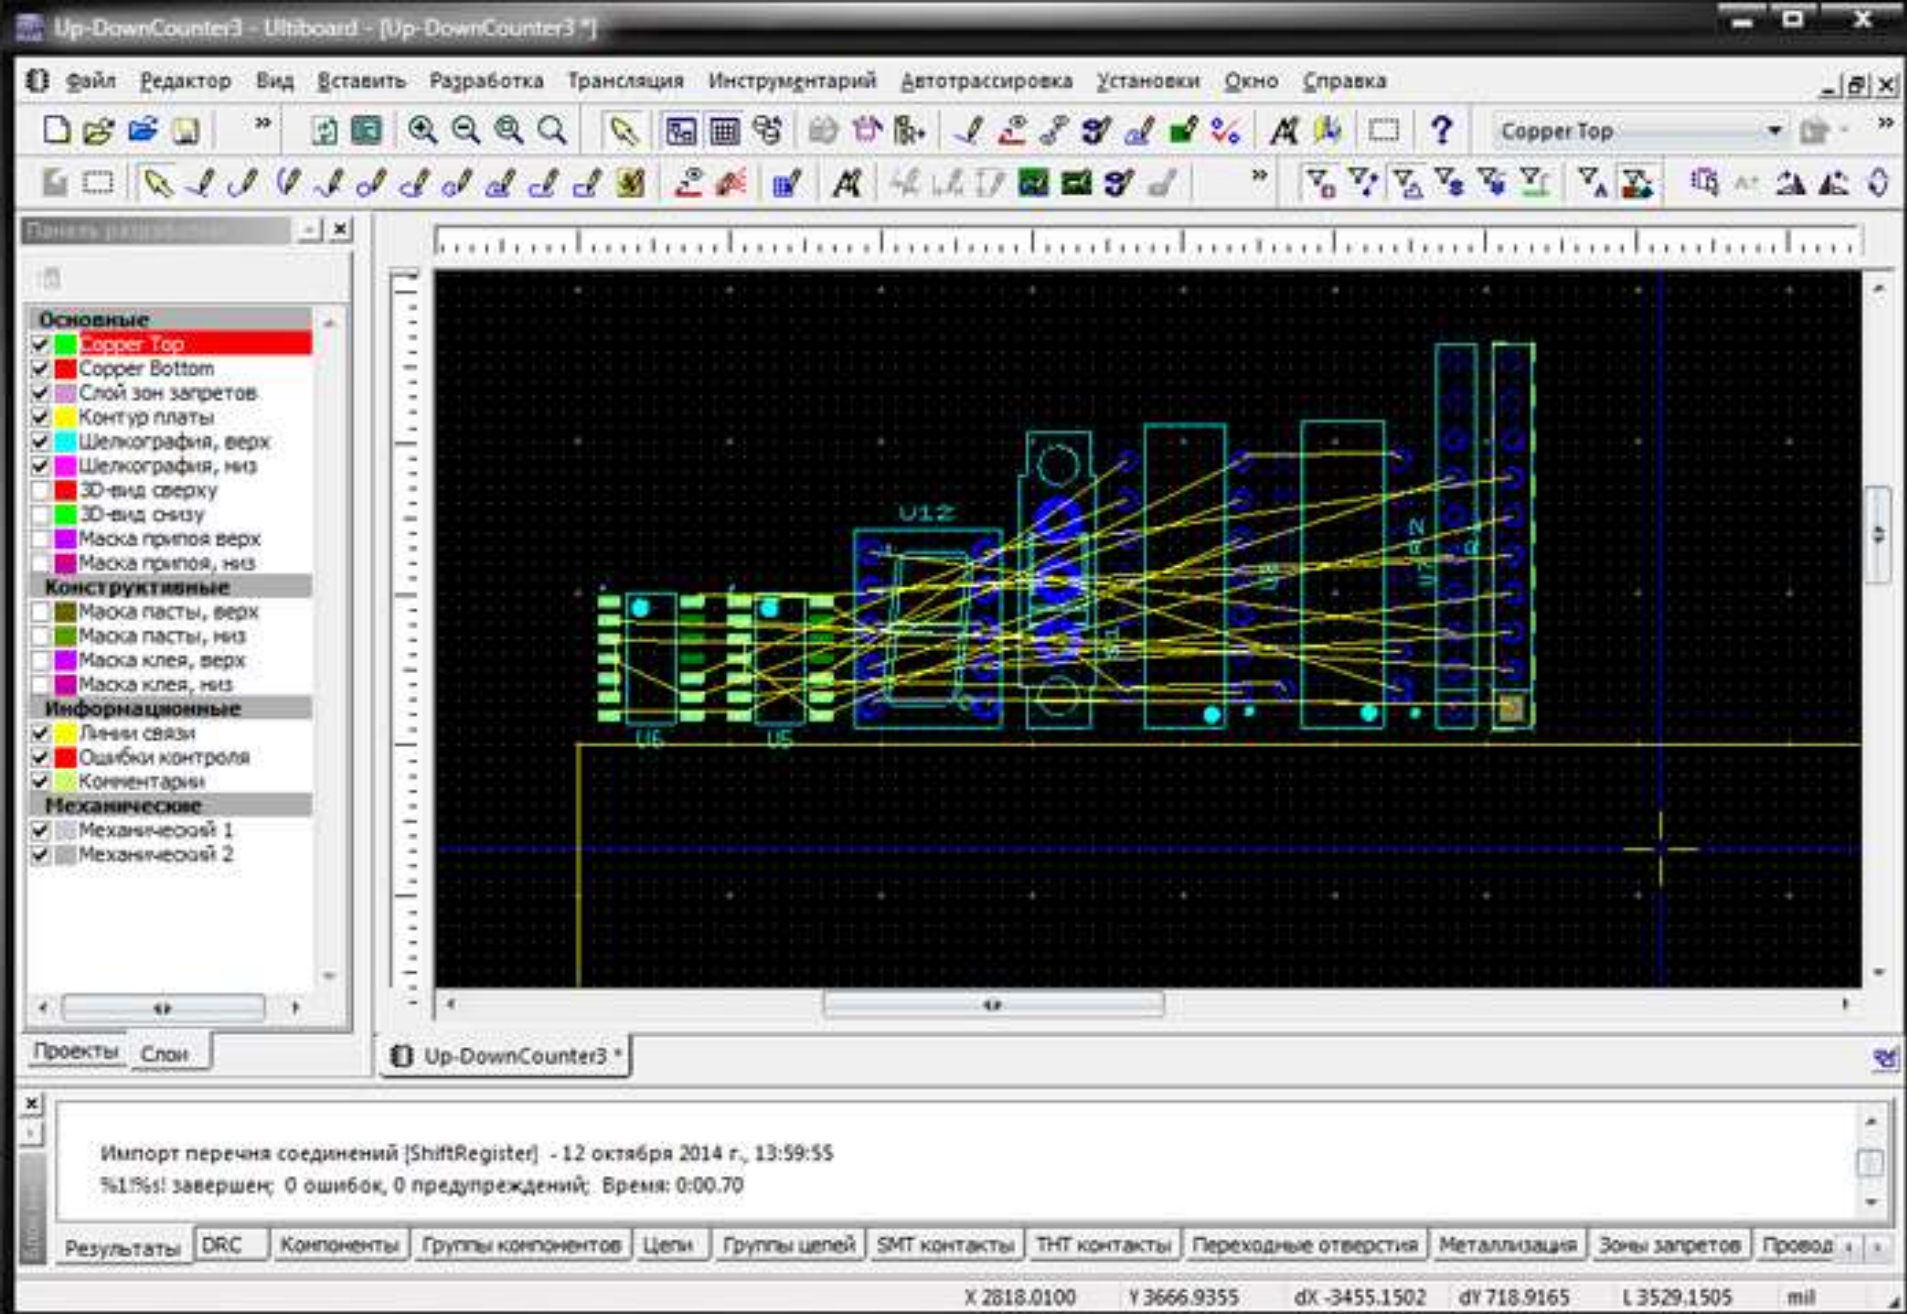 Up-DownCounter3 - Ultiboard - [Up-DownCounter3 *]
Файл Редактор Вид Вставить Разработка Трансляция Инструментарий Автотрассировка Установки Окно Справка
Copper Top
Панель разработки
Основные
Copper Top
Copper Bottom
Слой зон запретов
Контур платы
Шелкография, верх
Шелкография, низ
3D-вид сверху
3D-вид снизу
Маска припоя верх
Маска припоя, низ
Конструктивные
Маска пасты, верх
Маска пасты, низ
Маска клея, верх
Маска клея, низ
Информационные
Линии связи
Ошибки контроля
Комментарии
Механические
Механический 1
Механический 2
Проекты Слои
U12
U6 U5
Up-DownCounter3 *
Импорт перечня соединений [ShiftRegister] - 12 октября 2014 г., 13:59:55
%1!%s! завершен; 0 ошибок, 0 предупреждений; Время: 0:00.70
Результаты DRC Компоненты Группы компонентов Цепи Группы цепей SMT контакты THT контакты Переходные отверстия Металлизация Зоны запретов Провод
X 2818.0100 Y 3666.9355 dX -3455.1502 dY 718.9165 L 3529.1505 mil